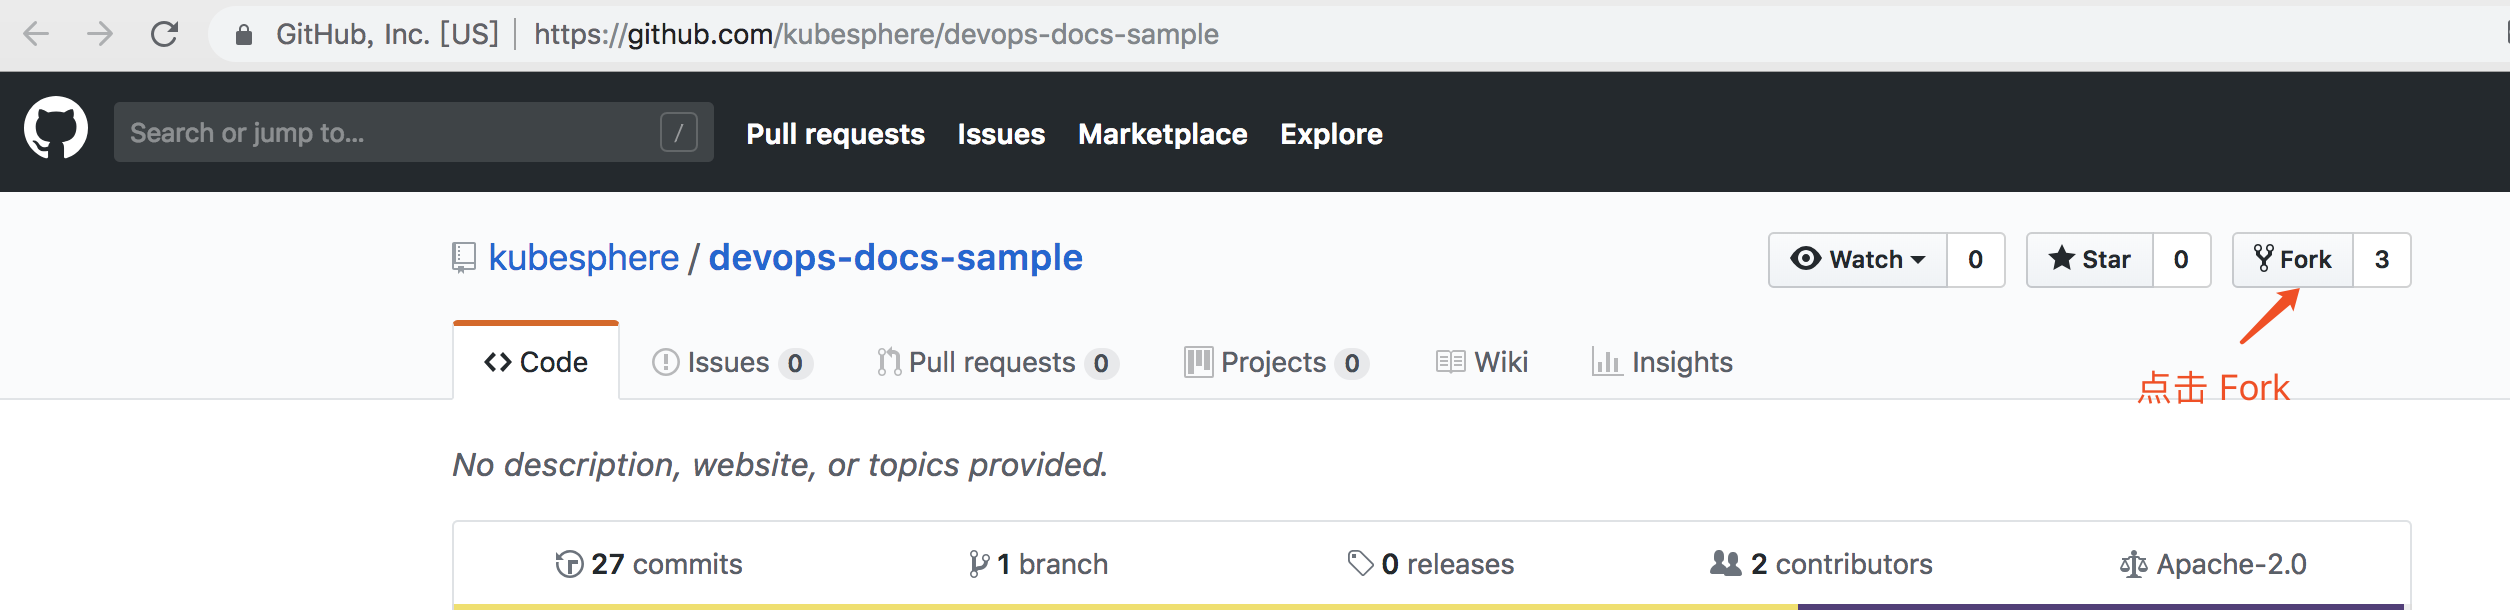 GitHub, Inc. [US] https://github.com/kubesphere/devops-docs-sample
Search or jump to... / Pull requests Issues Marketplace Explore
kubesphere / devops-docs-sample Watch 0 Star 0 Fork 3
Code Issues 0 Pull requests 0 Projects 0 Wiki Insights
点击 Fork
No description, website, or topics provided.
27 commits 1 branch 0 releases 2 contributors Apache-2.0